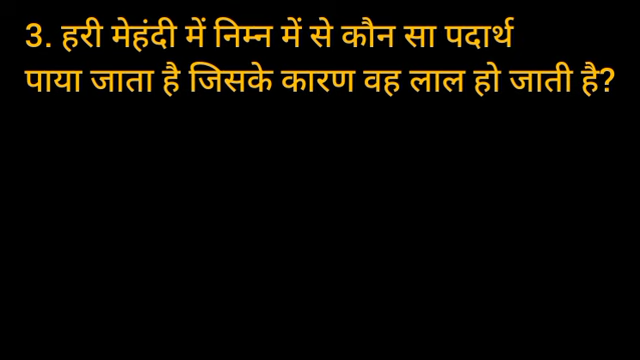 3. हरी मेहंदी में निम्न में से कौन सा पदार्थ
पाया जाता है जिसके कारण वह लाल हो जाती है?